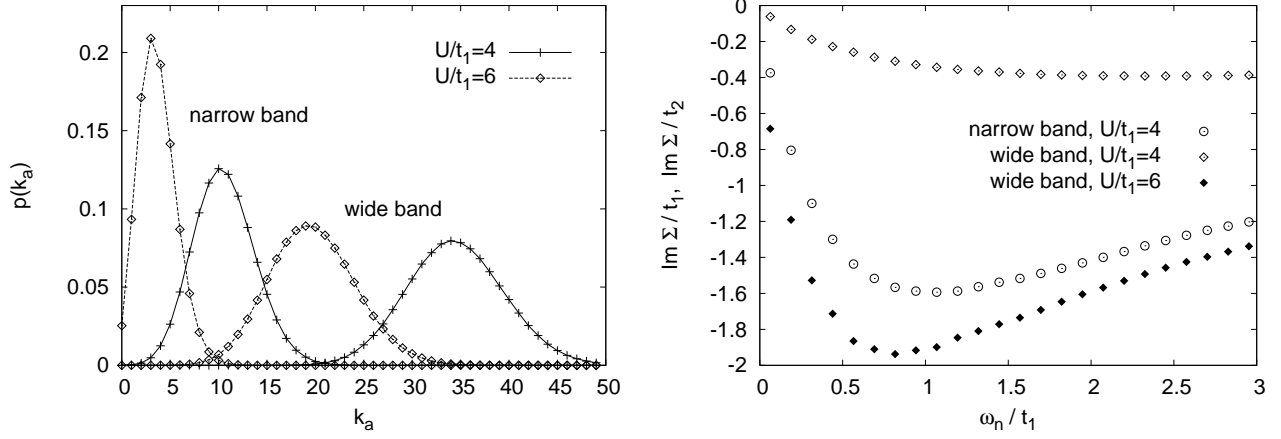 0.2
0.15
0.1
0.05
0
p(k_a)
U/t_1=4
U/t_1=6
narrow band
wide band
0 5 10 15 20 25 30 35 40 45 50
k_a
0
-0.2
-0.4
-0.6
-0.8
-1
-1.2
-1.4
-1.6
-1.8
-2
Im Σ / t_1, Im Σ / t_2
narrow band, U/t_1=4
wide band, U/t_1=4
wide band, U/t_1=6
0 0.5 1 1.5 2 2.5 3
ω_n / t_1